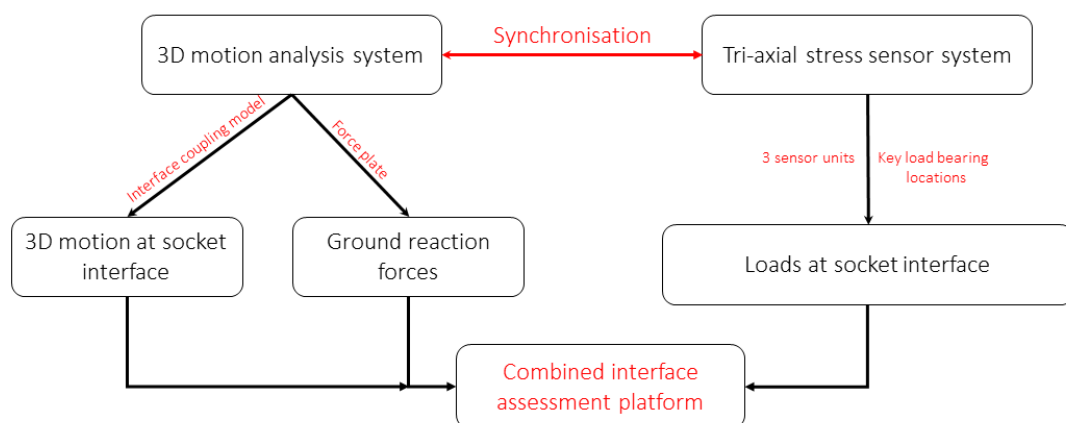 Synchronisation
3D motion analysis system
Tri-axial stress sensor system
Interface coupling model
Force plate
3 sensor units
Key load bearing
locations
3D motion at socket
interface
Ground reaction
forces
Loads at socket interface
Combined interface
assessment platform